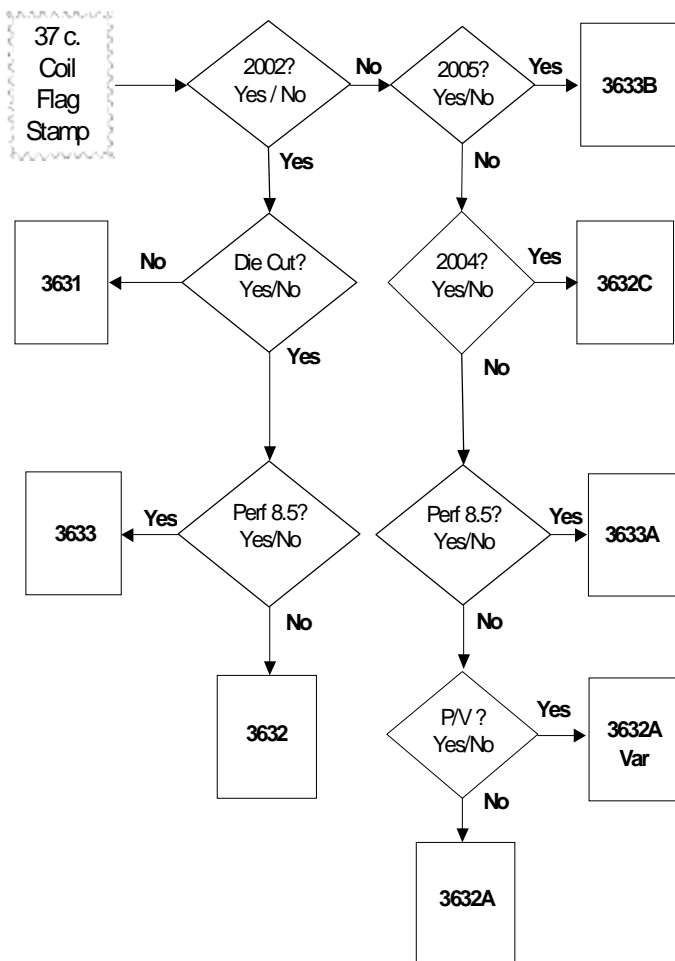 37 c.
Coil
Flag
Stamp
2002?
Yes / No
No
2005?
Yes/No
Yes
3633B
Yes
No
3631
No
Die Cut?
Yes/No
2004?
Yes/No
Yes
3632C
Yes
No
3633
Yes
Perf 8.5?
Yes/No
Perf 8.5?
Yes/No
Yes
3633A
No
No
3632
P/V ?
Yes/No
Yes
3632A
Var
No
3632A